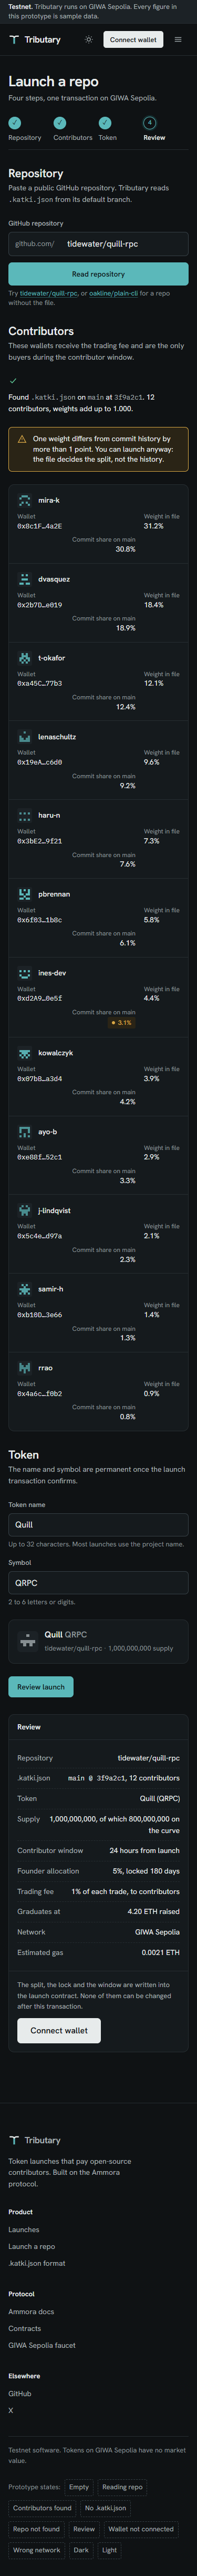 Testnet. Tributary runs on GIWA Sepolia. Every figure in
this prototype is sample data.
Tributary
Connect wallet
Launch a repo
Four steps, one transaction on GIWA Sepolia.
4
Repository
Contributors
Token
Review
Repository
Paste a public GitHub repository. Tributary reads
.katki.json from its default branch.
GitHub repository
github.com/ tidewater/quill-rpc
Read repository
Try tidewater/quill-rpc, or oakline/plain-cli for a repo
without the file.
Contributors
These wallets receive the trading fee and are the only
buyers during the contributor window.
Found .katki.json on main at 3f9a2c1. 12
contributors, weights add up to 1.000.
One weight differs from commit history by
more than 1 point. You can launch anyway:
the file decides the split, not the history.
mira-k
Wallet
Weight in file
0x8c1F…4a2E
31.2%
Commit share on main
30.8%
dvasquez
Wallet
Weight in file
0x2b7D…e019
18.4%
Commit share on main
18.9%
t-okafor
Wallet
Weight in file
0xa45C…77b3
12.1%
Commit share on main
12.4%
lenaschultz
Wallet
Weight in file
0x19eA…c6d0
9.6%
Commit share on main
9.2%
haru-n
Wallet
Weight in file
0x3bE2…9f21
7.3%
Commit share on main
7.6%
pbrennan
Wallet
Weight in file
0x6f03…1b8c
5.8%
Commit share on main
6.1%
ines-dev
Wallet
Weight in file
0xd2A9…0e5f
4.4%
Commit share on main
3.1%
kowalczyk
Wallet
Weight in file
0x07bB…a3d4
3.9%
Commit share on main
4.2%
ayo-b
Wallet
Weight in file
0xe88f…52c1
2.9%
Commit share on main
3.3%
j-lindqvist
Wallet
Weight in file
0x5c4e…d97a
2.1%
Commit share on main
2.3%
samir-h
Wallet
Weight in file
0xb10D…3e66
1.4%
Commit share on main
1.3%
rrao
Wallet
Weight in file
0x4a6c…f0b2
0.9%
Commit share on main
0.8%
Token
The name and symbol are permanent once the launch
transaction confirms.
Token name
Quill
Up to 32 characters. Most launches use the project name.
Symbol
QRPC
2 to 6 letters or digits.
Quill QRPC
tidewater/quill-rpc · 1,000,000,000 supply
Review launch
Review
Repository tidewater/quill-rpc
.katki.json main @ 3f9a2c1, 12 contributors
Token Quill (QRPC)
Supply 1,000,000,000, of which 800,000,000 on
the curve
Contributor window 24 hours from launch
Founder allocation 5%, locked 180 days
Trading fee 1% of each trade, to contributors
Graduates at 4.20 ETH raised
Network GIWA Sepolia
Estimated gas 0.0021 ETH
The split, the lock and the window are written into
the launch contract. None of them can be changed
after this transaction.
Connect wallet
Tributary
Token launches that pay open-source
contributors. Built on the Ammora
protocol.
Product
Launches
Launch a repo
.katki.json format
Protocol
Ammora docs
Contracts
GIWA Sepolia faucet
Elsewhere
GitHub
X
Testnet software. Tokens on GIWA Sepolia have no market
value.
Prototype states: Empty Reading repo
Contributors found No .katki.json
Repo not found Review Wallet not connected
Wrong network Dark Light